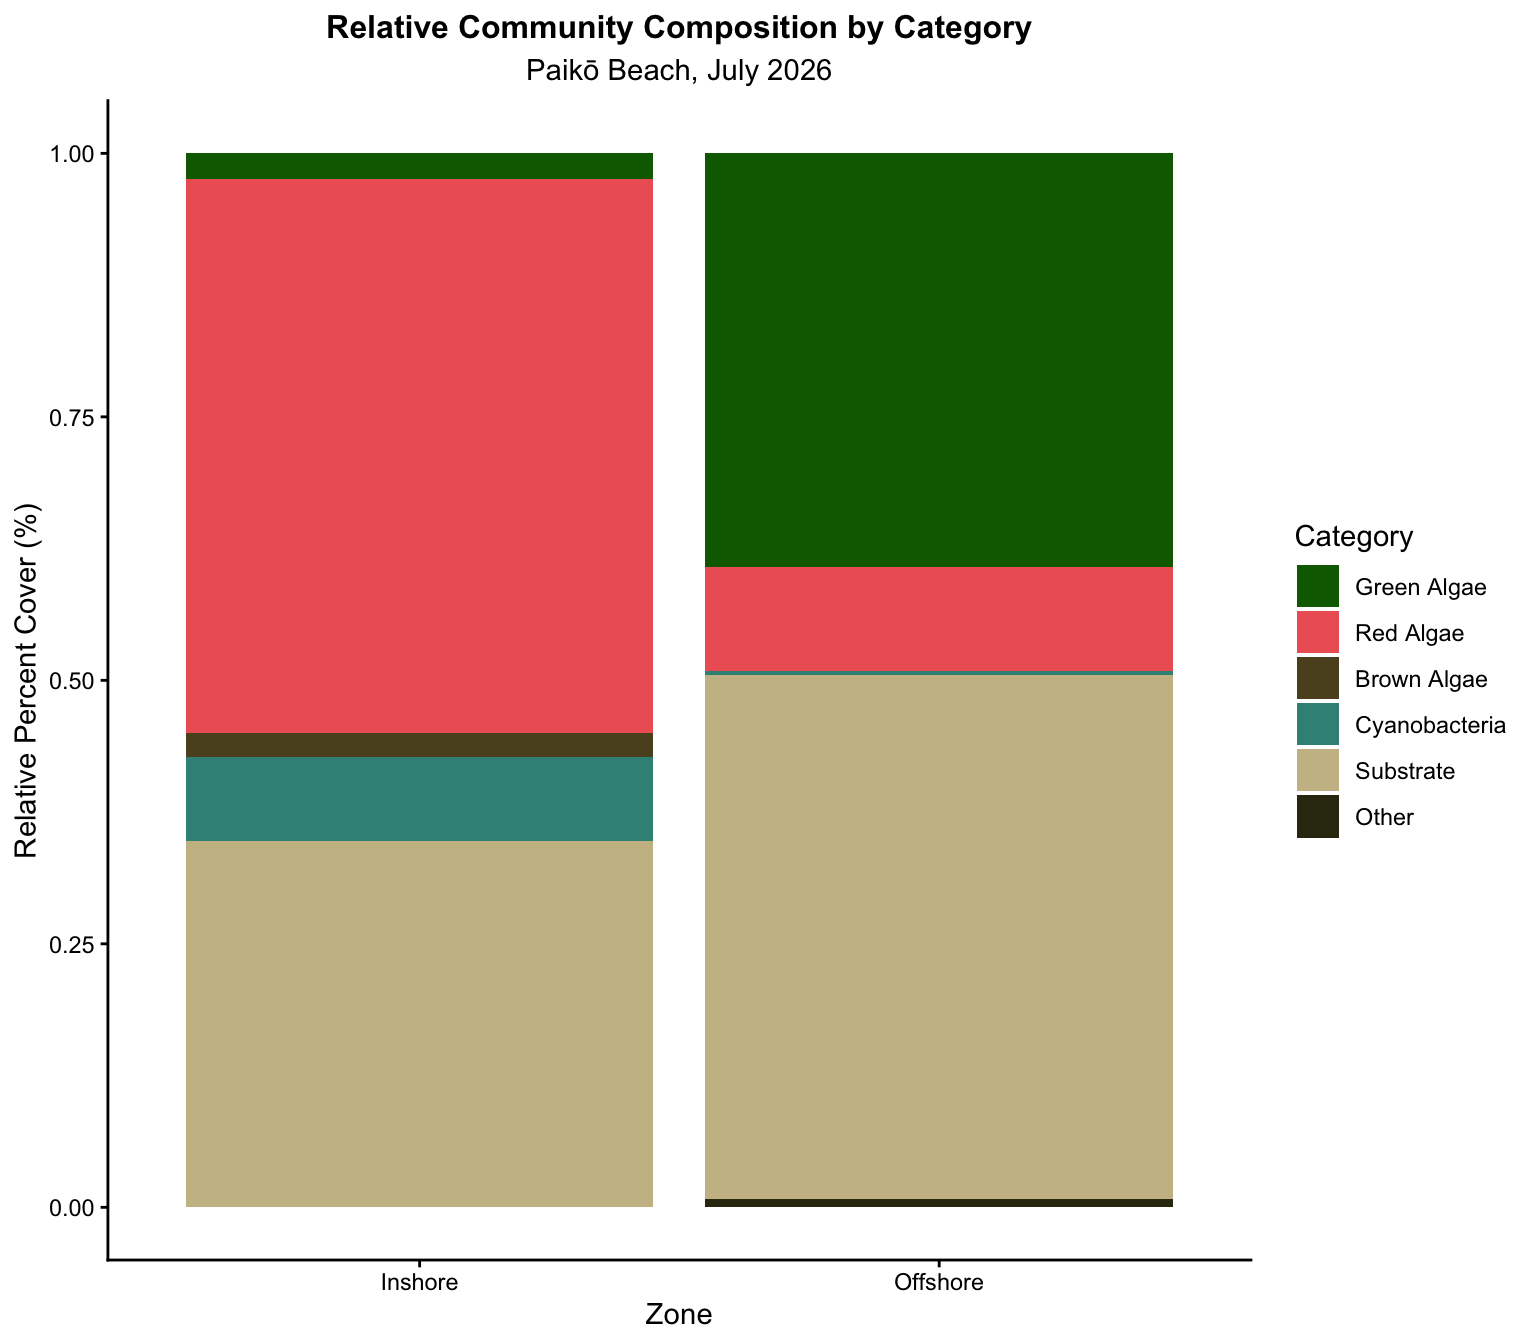 Relative Community Composition by Category
Paikō Beach, July 2026
Relative Percent Cover (%)
1.00
0.75
0.50
0.25
0.00
Inshore
Offshore
Zone
Category
Green Algae
Red Algae
Brown Algae
Cyanobacteria
Substrate
Other